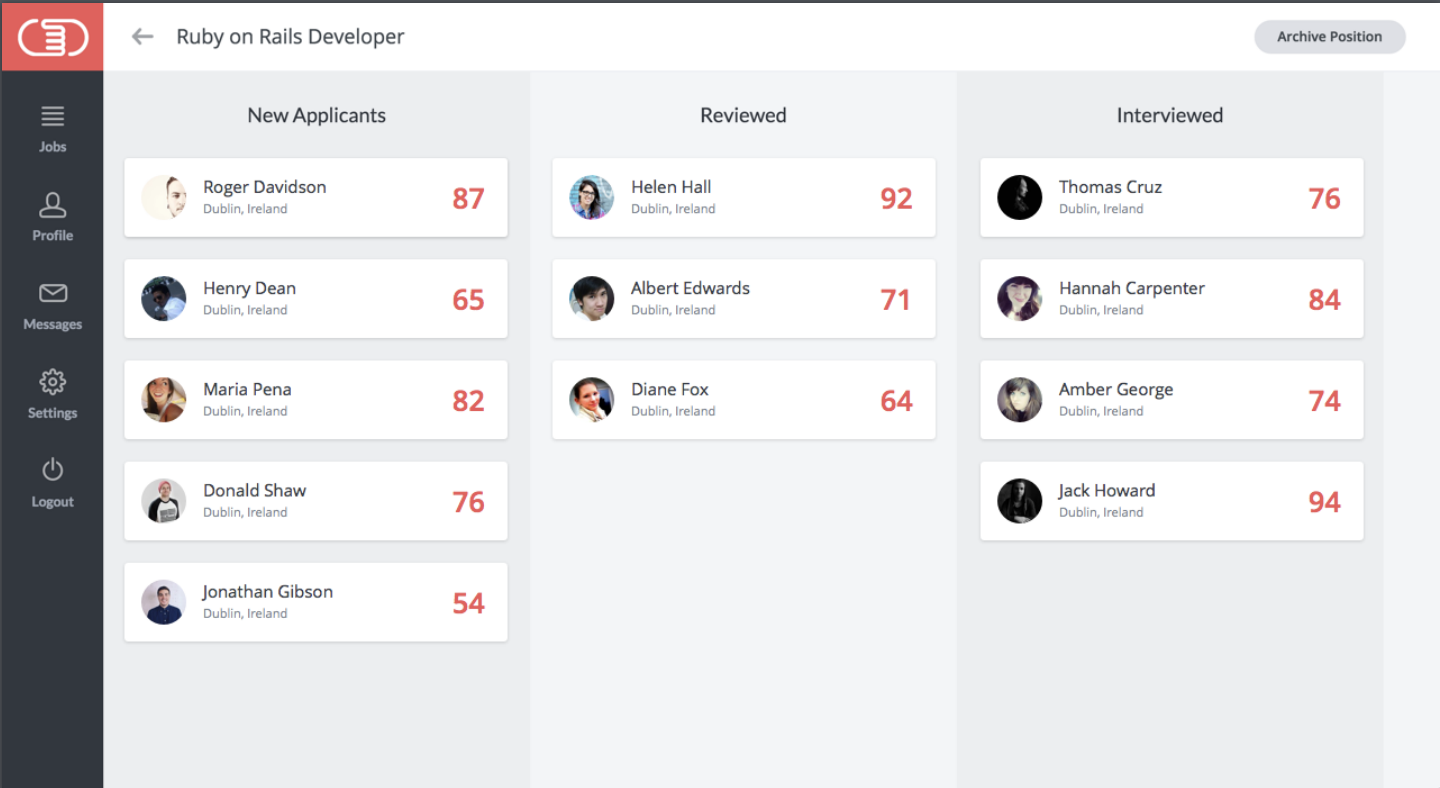 Ruby on Rails Developer
Archive Position
Jobs
Profile
Messages
Settings
Logout
New Applicants
Roger Davidson
Dublin, Ireland
87
Henry Dean
Dublin, Ireland
65
Maria Pena
Dublin, Ireland
82
Donald Shaw
Dublin, Ireland
76
Jonathan Gibson
Dublin, Ireland
54
Reviewed
Helen Hall
Dublin, Ireland
92
Albert Edwards
Dublin, Ireland
71
Diane Fox
Dublin, Ireland
64
Interviewed
Thomas Cruz
Dublin, Ireland
76
Hannah Carpenter
Dublin, Ireland
84
Amber George
Dublin, Ireland
74
Jack Howard
Dublin, Ireland
94